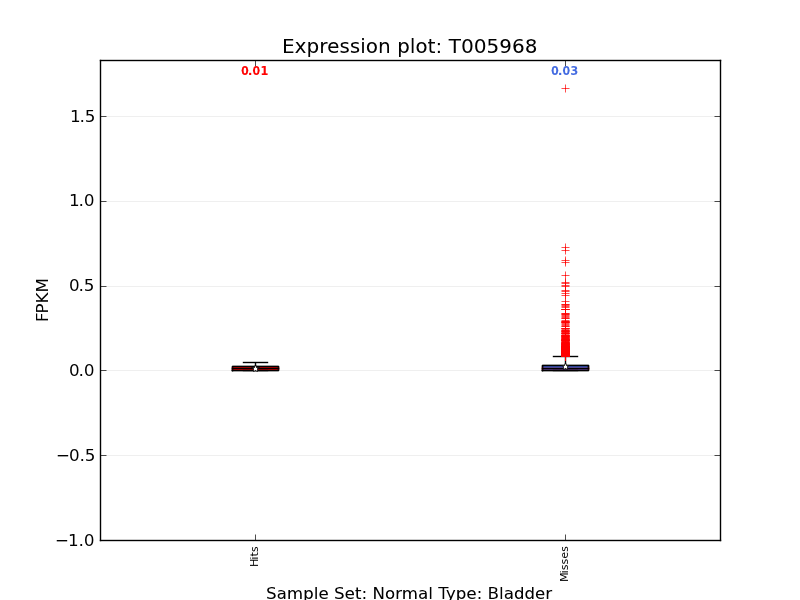 Expression plot: T005968
0.01
0.03
1.5
1.0
0.5
0.0
−0.5
−1.0
FPKM
Hits
Misses
Sample Set: Normal Type: Bladder